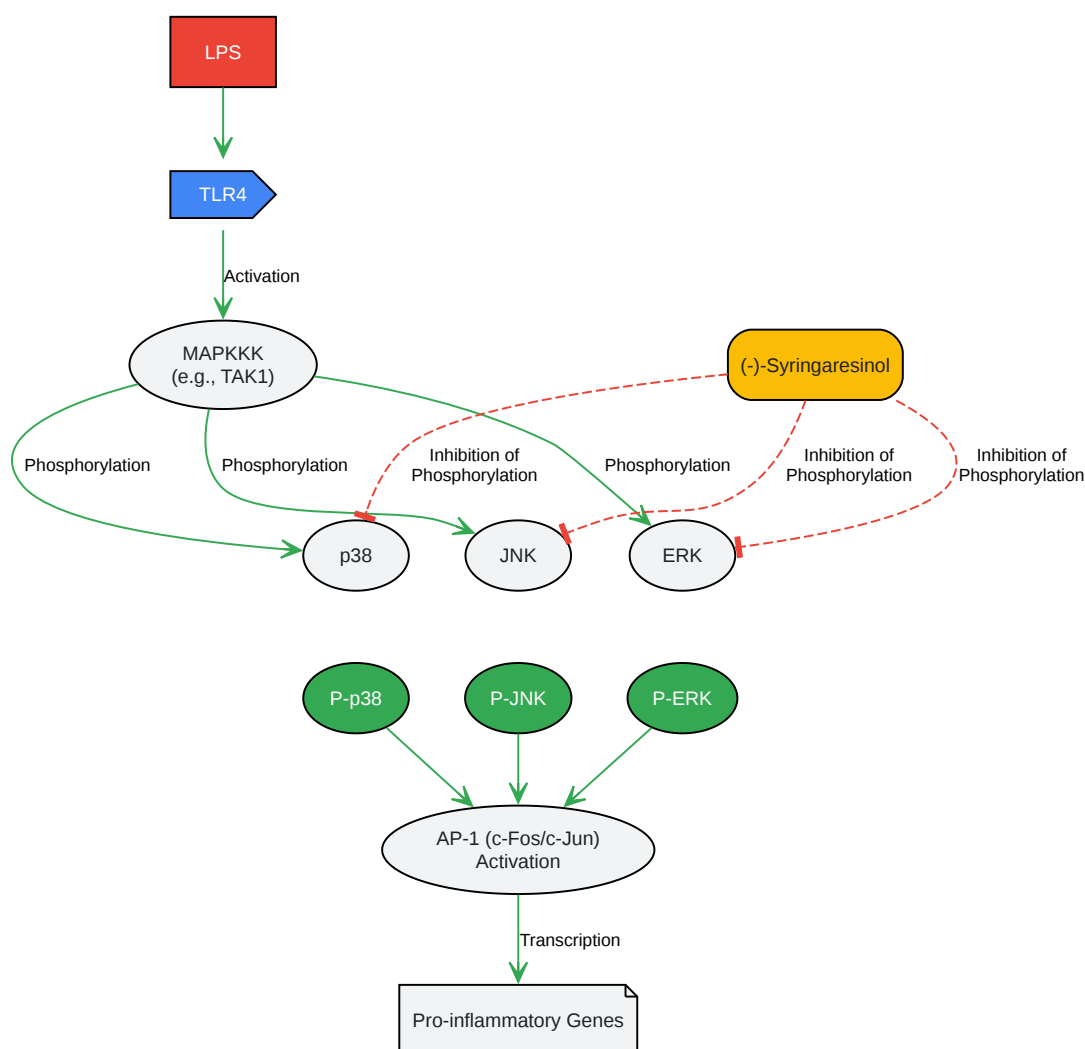 LPS
TLR4
Activation
MAPKKK
(e.g., TAK1)
(-)-Syringaresinol
Phosphorylation
Phosphorylation
Inhibition of
Phosphorylation
Phosphorylation
Inhibition of
Phosphorylation
Inhibition of
Phosphorylation
p38
JNK
ERK
P-p38
P-JNK
P-ERK
AP-1 (c-Fos/c-Jun)
Activation
Transcription
Pro-inflammatory Genes